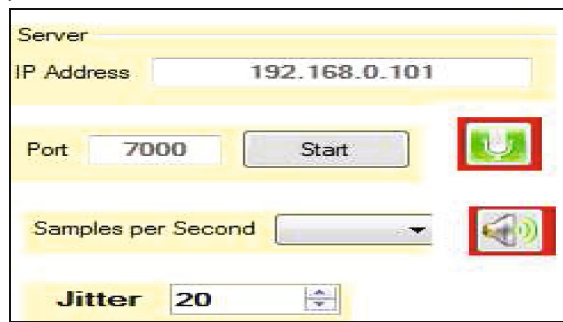 Server
IP Address 192.168.0.101
Port 7000 Start
Samples per Second
Jitter 20